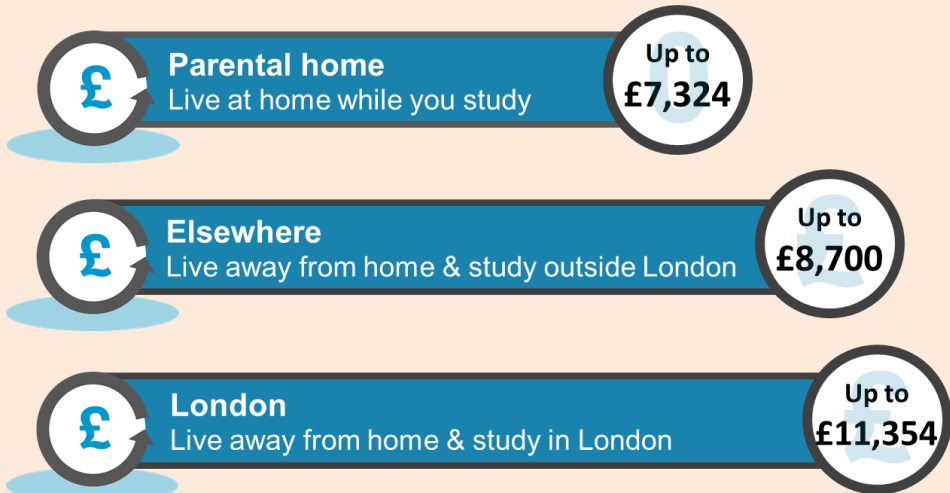 £
Parental home
Live at home while you study
Up to
£7,324
£
Elsewhere
Live away from home & study outside London
Up to
£8,700
£
London
Live away from home & study in London
Up to
£11,354